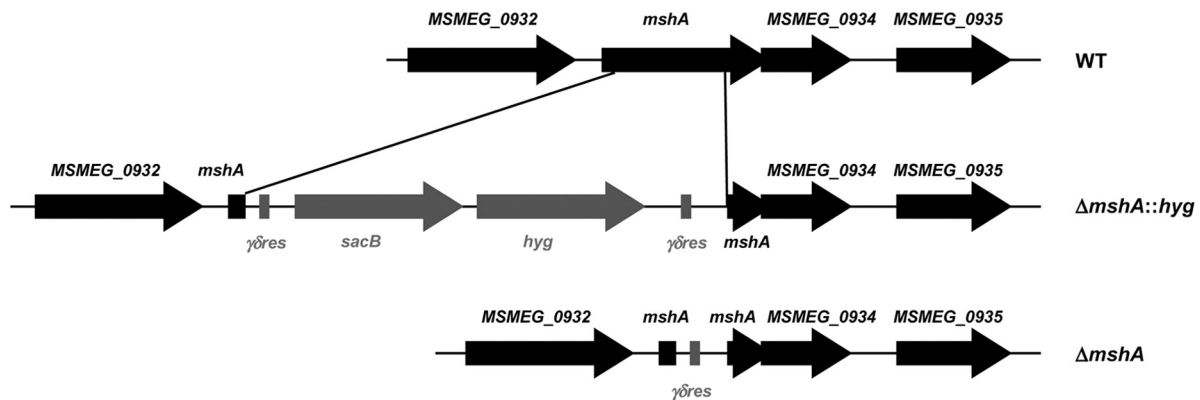 MSMEG_0932 mshA MSMEG_0934 MSMEG_0935
WT
MSMEG_0932 mshA MSMEG_0934 MSMEG_0935
ΔmshA::hyg
γδres sacB hyg γδres mshA
MSMEG_0932 mshA mshA MSMEG_0934 MSMEG_0935
ΔmshA
γδres